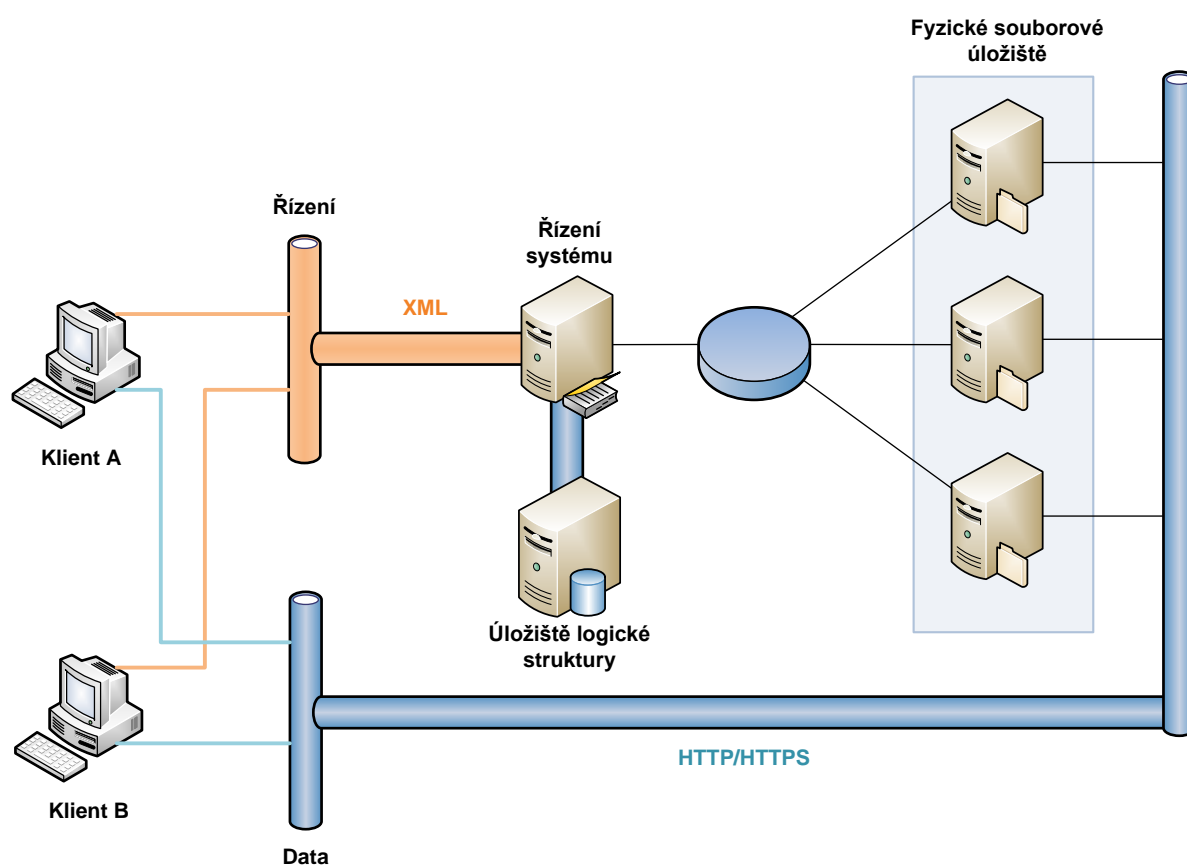 Fyzické souborové
úložiště
Řízení
Řízení
systému
XML
Klient A
Úložiště logické
struktury
HTTP/HTTPS
Klient B
Data